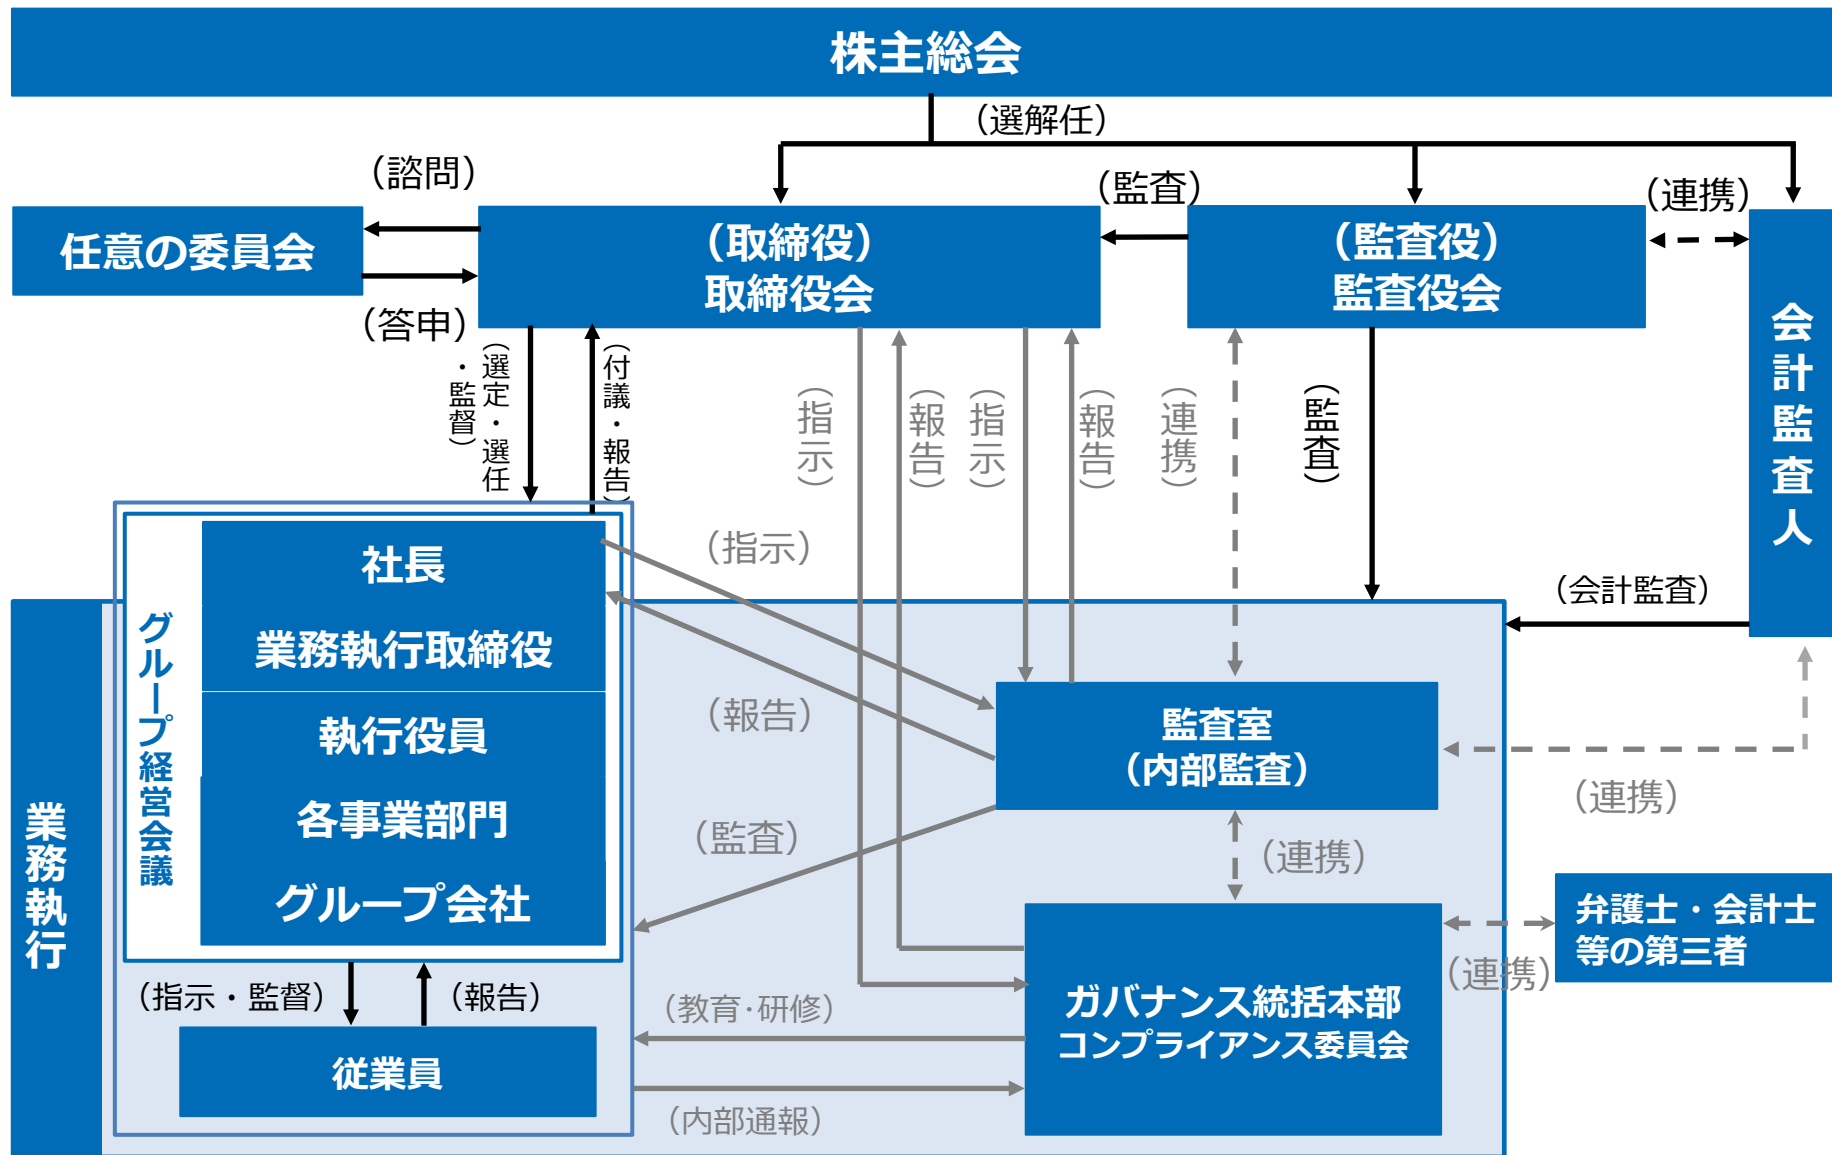 株主総会
（選解任）
（諮問）
（監査）
（連携）
任意の委員会
（取締役）
取締役会
（監査役）
監査役会
会計監査人
（答申）
（選定・選任
・監督）
（付議・報告）
（指示）
（報告）
（指示）
（報告）
（連携）
（監査）
社長
業務執行取締役
執行役員
各事業部門
グループ会社
グループ経営会議
業務執行
（指示）
（報告）
（監査）
（会計監査）
監査室
（内部監査）
（連携）
（連携）
弁護士・会計士
等の第三者
（連携）
ガバナンス統括本部
コンプライアンス委員会
（指示・監督）
（報告）
（教育・研修）
（内部通報）
従業員